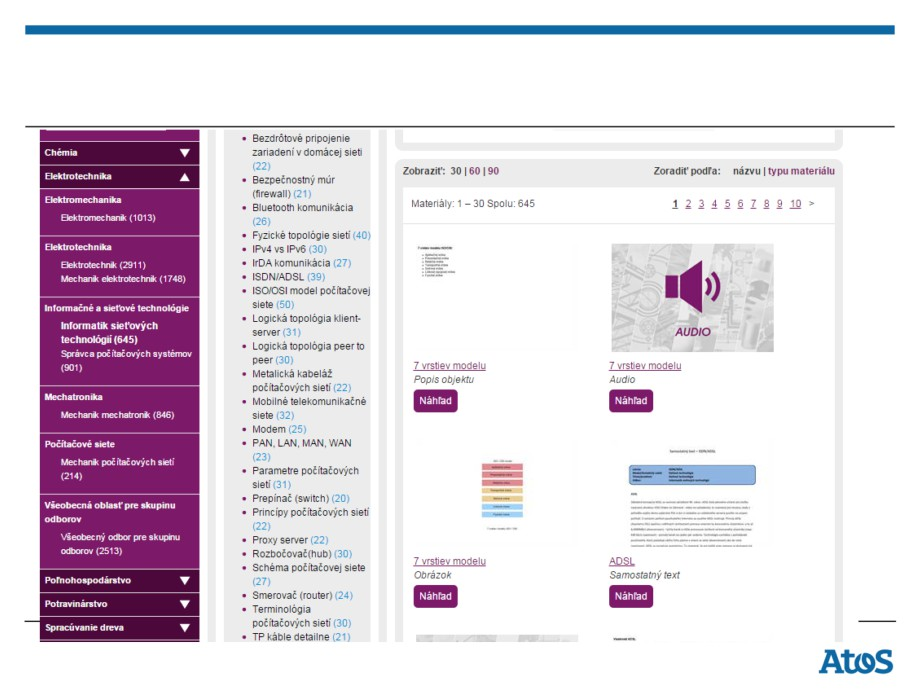 Chémia
Elektrotechnika
Elektromechanika
Elektromechanik (1013)
Elektrotechnika
Elektrotechnik (2911)
Mechanik elektrotechnik (1748)
Informačné a sieťové technológie
Informatik sieťových
technológií (645)
Správca počítačových systémov
(901)
Mechatronika
Mechanik mechatronik (846)
Počítačové siete
Mechanik počítačových sietí
(214)
Všeobecná oblasť pre skupinu
odborov
Všeobecný odbor pre skupinu
odborov (2513)
Poľnohospodárstvo
Potravinárstvo
Spracúvanie dreva
Bezdrôtové pripojenie
zariadení v domácej sieti
(22)
Bezpečnostný múr
(firewall) (21)
Bluetooth komunikácia
(26)
Fyzické topológie sietí (40)
IPv4 vs IPv6 (30)
IrDA komunikácia (27)
ISDN/ADSL (39)
ISO/OSI model počítačovej
siete (50)
Logická topológia klient-
server (31)
Logická topológia peer to
peer (30)
Metalická kabeláž
počítačových sietí (22)
Mobilné telekomunikačné
siete (32)
Modem (25)
PAN, LAN, MAN, WAN
(23)
Parametre počítačových
sietí (31)
Prepínač (switch) (20)
Princípy počítačových sietí
(22)
Proxy server (22)
Rozbočovač(hub) (30)
Schéma počítačovej siete
(27)
Smerovač (router) (24)
Terminológia
počítačových sietí (30)
TP káble detailne (21)
Zobraziť: 30 | 60 | 90
Zoradiť podľa: názvu | typu materiálu
Materiály: 1 – 30 Spolu: 645
1 2 3 4 5 6 7 8 9 10 >
AUDIO
7 vrstiev modelu
Popis objektu
Náhľad
7 vrstiev modelu
Audio
Náhľad
Samostatný text – ADSL/ADSL
7 vrstiev modelu
Obrázok
Náhľad
ADSL
Samostatný text
Náhľad
Atos